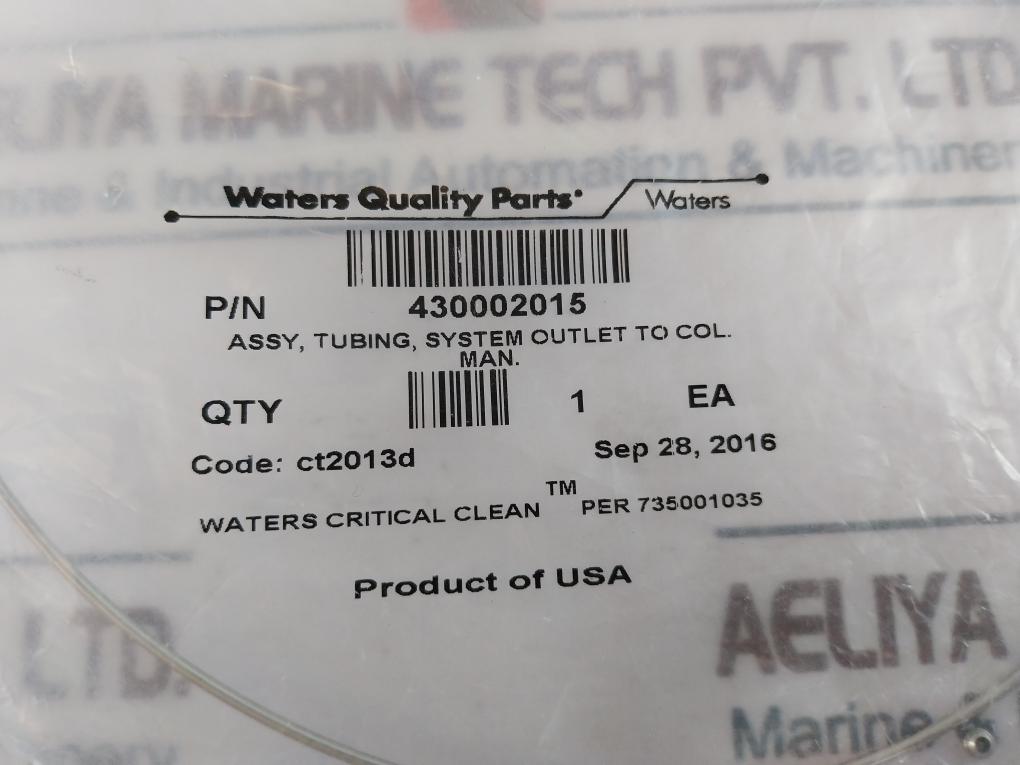 AELIYA MARINE TECH PVT. LTD
& Industrial Automation & Machiner
Waters Quality Parts
Waters
P/N 430002015
ASSY, TUBING, SYSTEM OUTLET TO COL.
MAN.
QTY 1 EA
Code: ct2013d Sep 28, 2016
WATERS CRITICAL CLEAN TM PER 735001035
Product of USA
LTD. AELIYA
Marine &